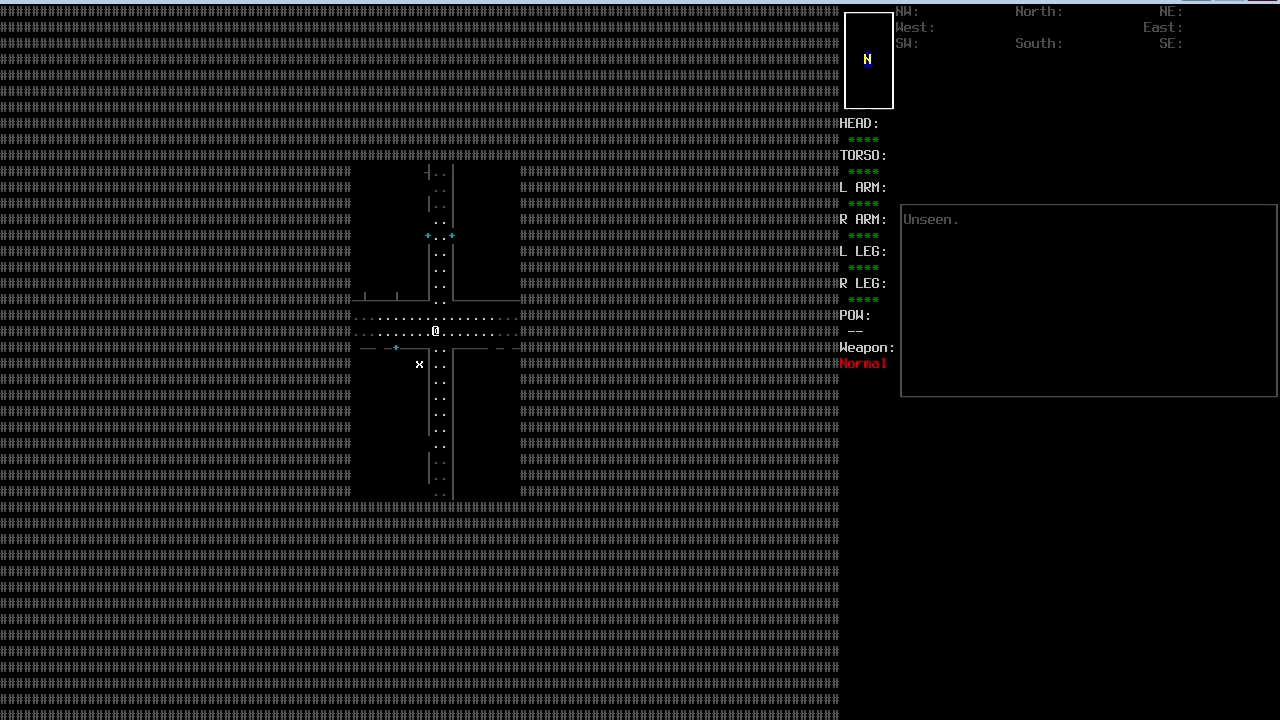 NW: North: NE:
West: East:
SW: South: SE:
N
HEAD:
****
TORSO:
****
L ARM:
****
R ARM:
****
L LEG:
****
R LEG:
****
POW:
--
Weapon:
Normal
Unseen.
@
x